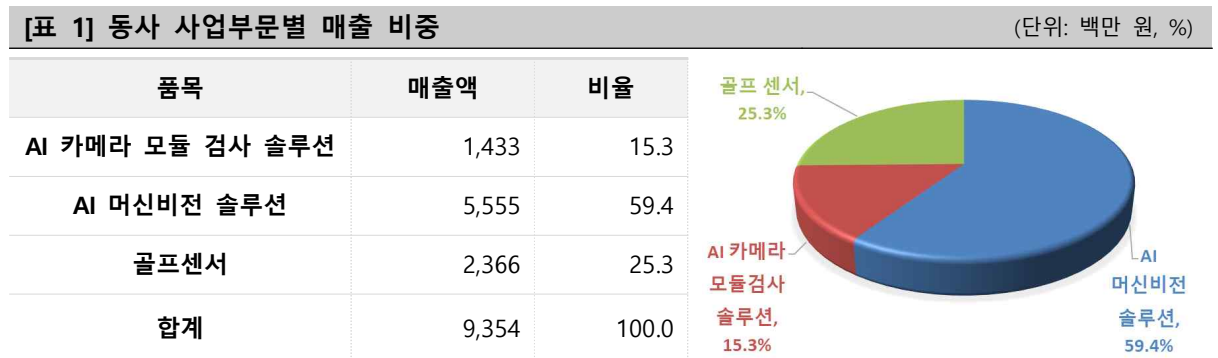 [표 1] 동사 사업부문별 매출 비중 (단위: 백만 원, %)
품목 매출액 비율
AI 카메라 모듈 검사 솔루션 1,433 15.3
AI 머신비전 솔루션 5,555 59.4
골프센서 2,366 25.3
합계 9,354 100.0
골프 센서,
25.3%
AI 카메라
모듈검사
솔루션,
15.3%
AI
머신비전
솔루션,
59.4%